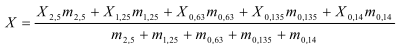 X = \frac{X_{2,5} m_{2,5} + X_{1,25} m_{1,25} + X_{0,63} m_{0,63} + X_{0,135} m_{0,135} + X_{0,14} m_{0,14}}{m_{2,5} + m_{1,25} + m_{0,63} + m_{0,135} + m_{0,14}}